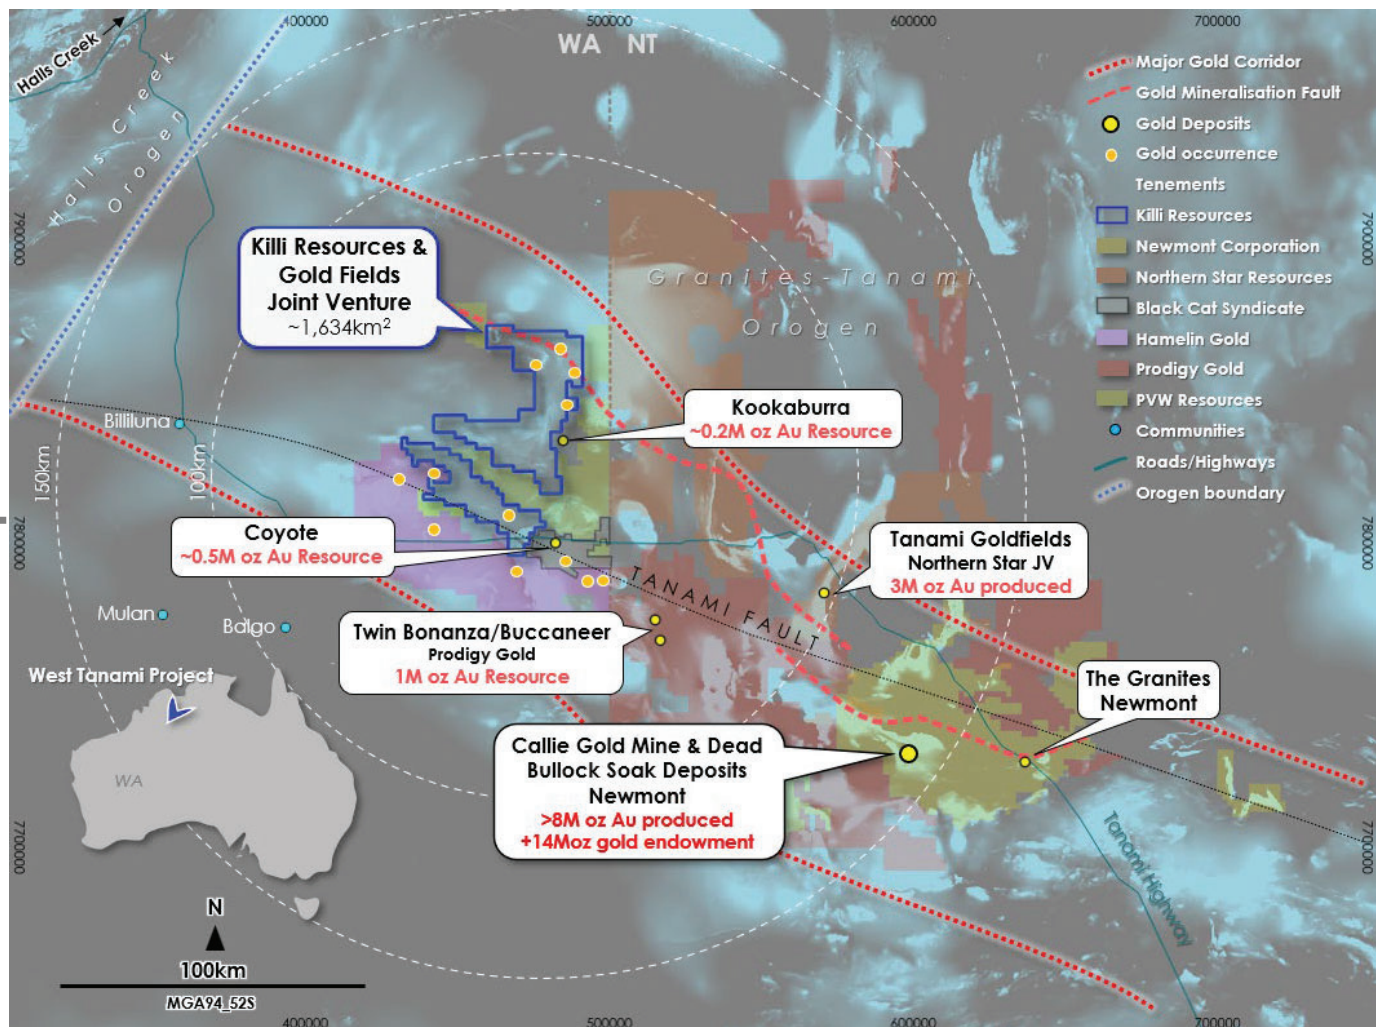 400000
500000
600000
700000
WA NT
Halls Creek
Halls Creek
Orogen
Major Gold Corridor
Gold Mineralisation Fault
Gold Deposits
Gold occurrence
Tenements
Killi Resources
Newmont Corporation
Northern Star Resources
Black Cat Syndicate
Hamelin Gold
Prodigy Gold
PVW Resources
Communities
Roads/Highways
Orogen boundary
7900000
7900000
Killi Resources &
Gold Fields
Joint Venture
~1,634km²
Granites-Tanami
Orogen
Kookaburra
~0.2M oz Au Resource
Billiluna
150km
100km
Coyote
~0.5M oz Au Resource
7800000
7800000
Tanami Goldfields
Northern Star JV
3M oz Au produced
TANAMI FAULT
Mulan
Balgo
Twin Bonanza/Buccaneer
Prodigy Gold
1M oz Au Resource
West Tanami Project
WA
The Granites
Newmont
Callie Gold Mine & Dead
Bullock Soak Deposits
Newmont
>8M oz Au produced
+14Moz gold endowment
7700000
7700000
Tanami Highway
N
100km
MGA94_52S
400000
500000
600000
700000